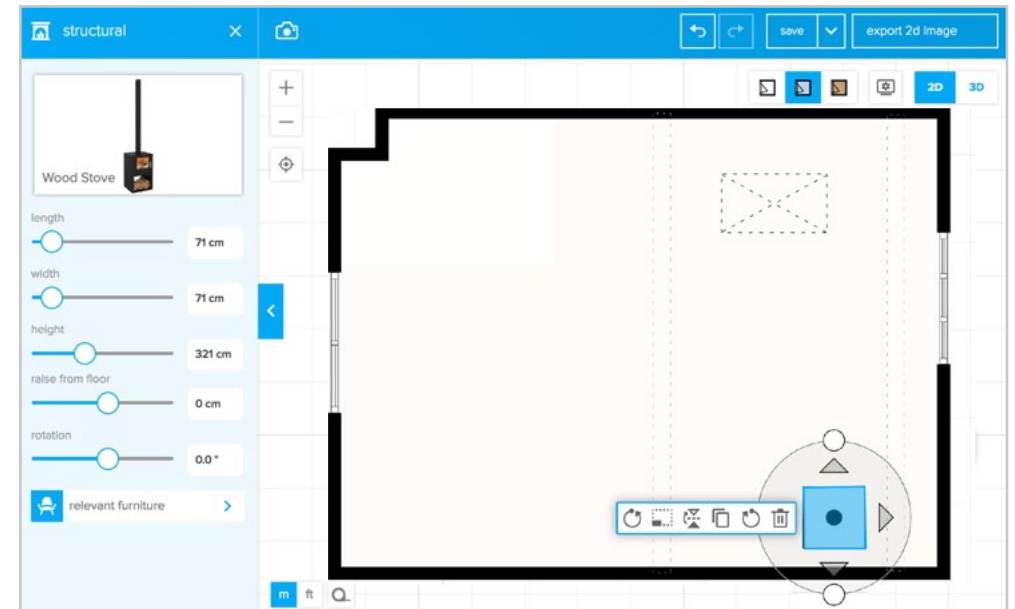 structural
save
export 2d image
2D
3D
Wood Stove
length
71 cm
width
71 cm
height
321 cm
raise from floor
0 cm
rotation
0.0 °
relevant furniture
m
ft